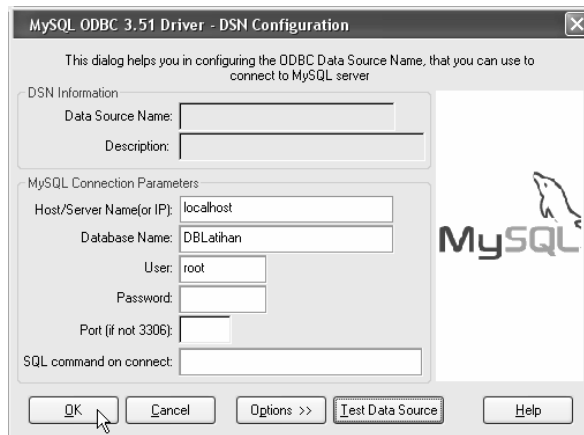 MySQL ODBC 3.51 Driver - DSN Configuration
This dialog helps you in configuring the ODBC Data Source Name, that you can use to
connect to MySQL server
DSN Information
Data Source Name:
Description:
MySQL Connection Parameters
Host/Server Name(or IP): localhost
Database Name: DBLatihan
User: root
Password:
Port (if not 3306):
SQL command on connect:
MySQL
OK Cancel Options >> Test Data Source Help